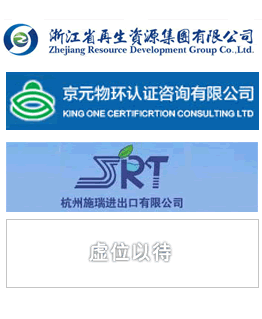 浙江省再生資源集團有限公司
Zhejiang Resource Development Group Co.,Ltd.
京元物环认证咨询有限公司
KING ONE CERTIFICRTION CONSULTING LTD
SRT
杭州施瑞进出口有限公司
虚位以待